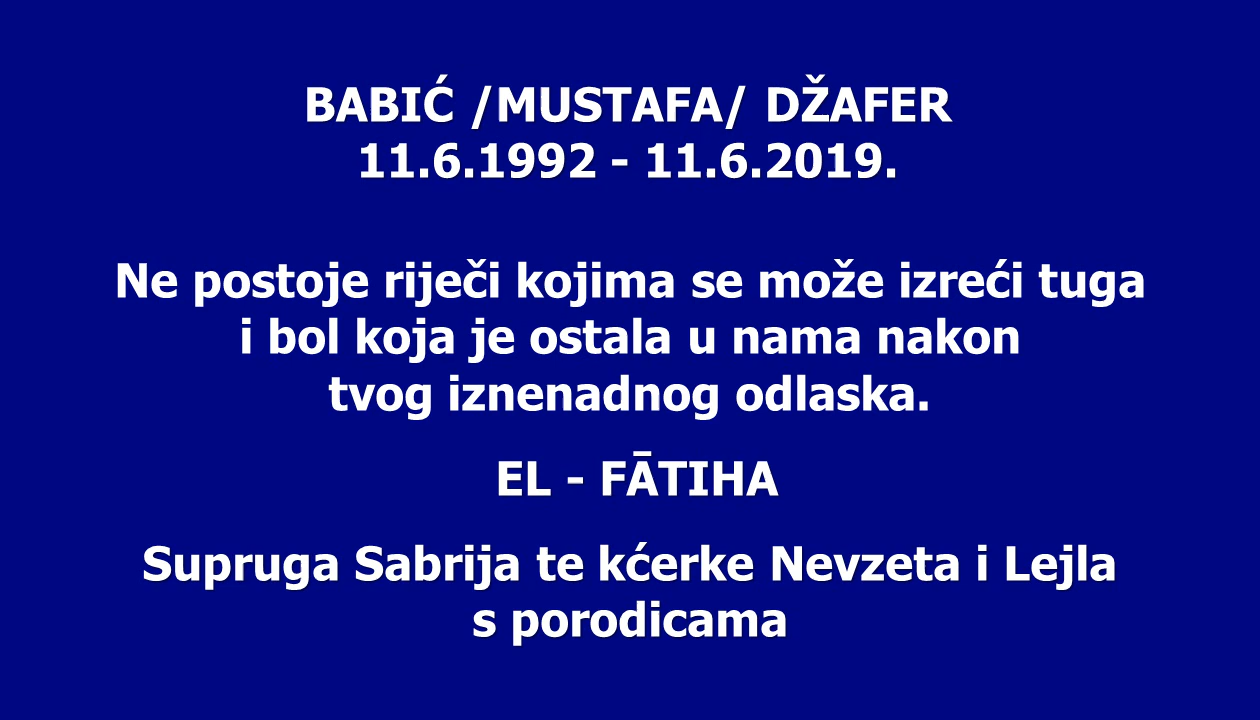 BABIĆ /MUSTAFA/ DŽAFER
11.6.1992 - 11.6.2019.
Ne postoje riječi kojima se može izreći tuga
i bol koja je ostala u nama nakon
tvog iznenadnog odlaska.
EL - FĀTIHA
Supruga Sabrija te kćerke Nevzeta i Lejla
s porodicama